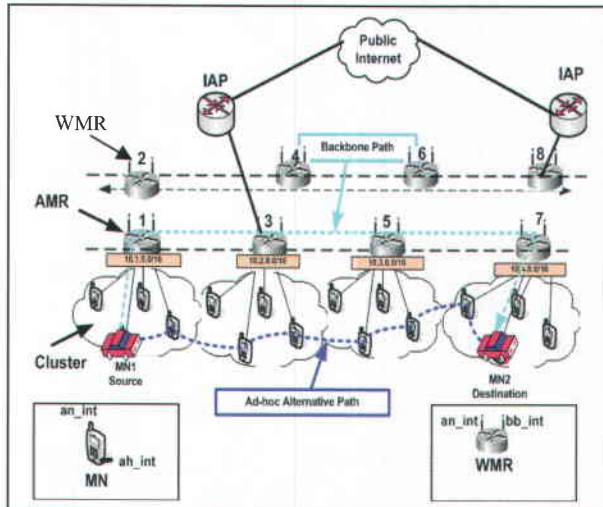 Public
Internet
IAP
IAP
WMR
2
4
6
8
Backbone Path
AMR
1
3
5
7
10.1.0.0/16
10.2.0.0/16
10.3.0.0/16
10.4.0.0/16
Cluster
MN1
Source
MN2
Destination
Ad-hoc Alternative Path
an_int
ah_int
MN
an_int
bb_int
WMR